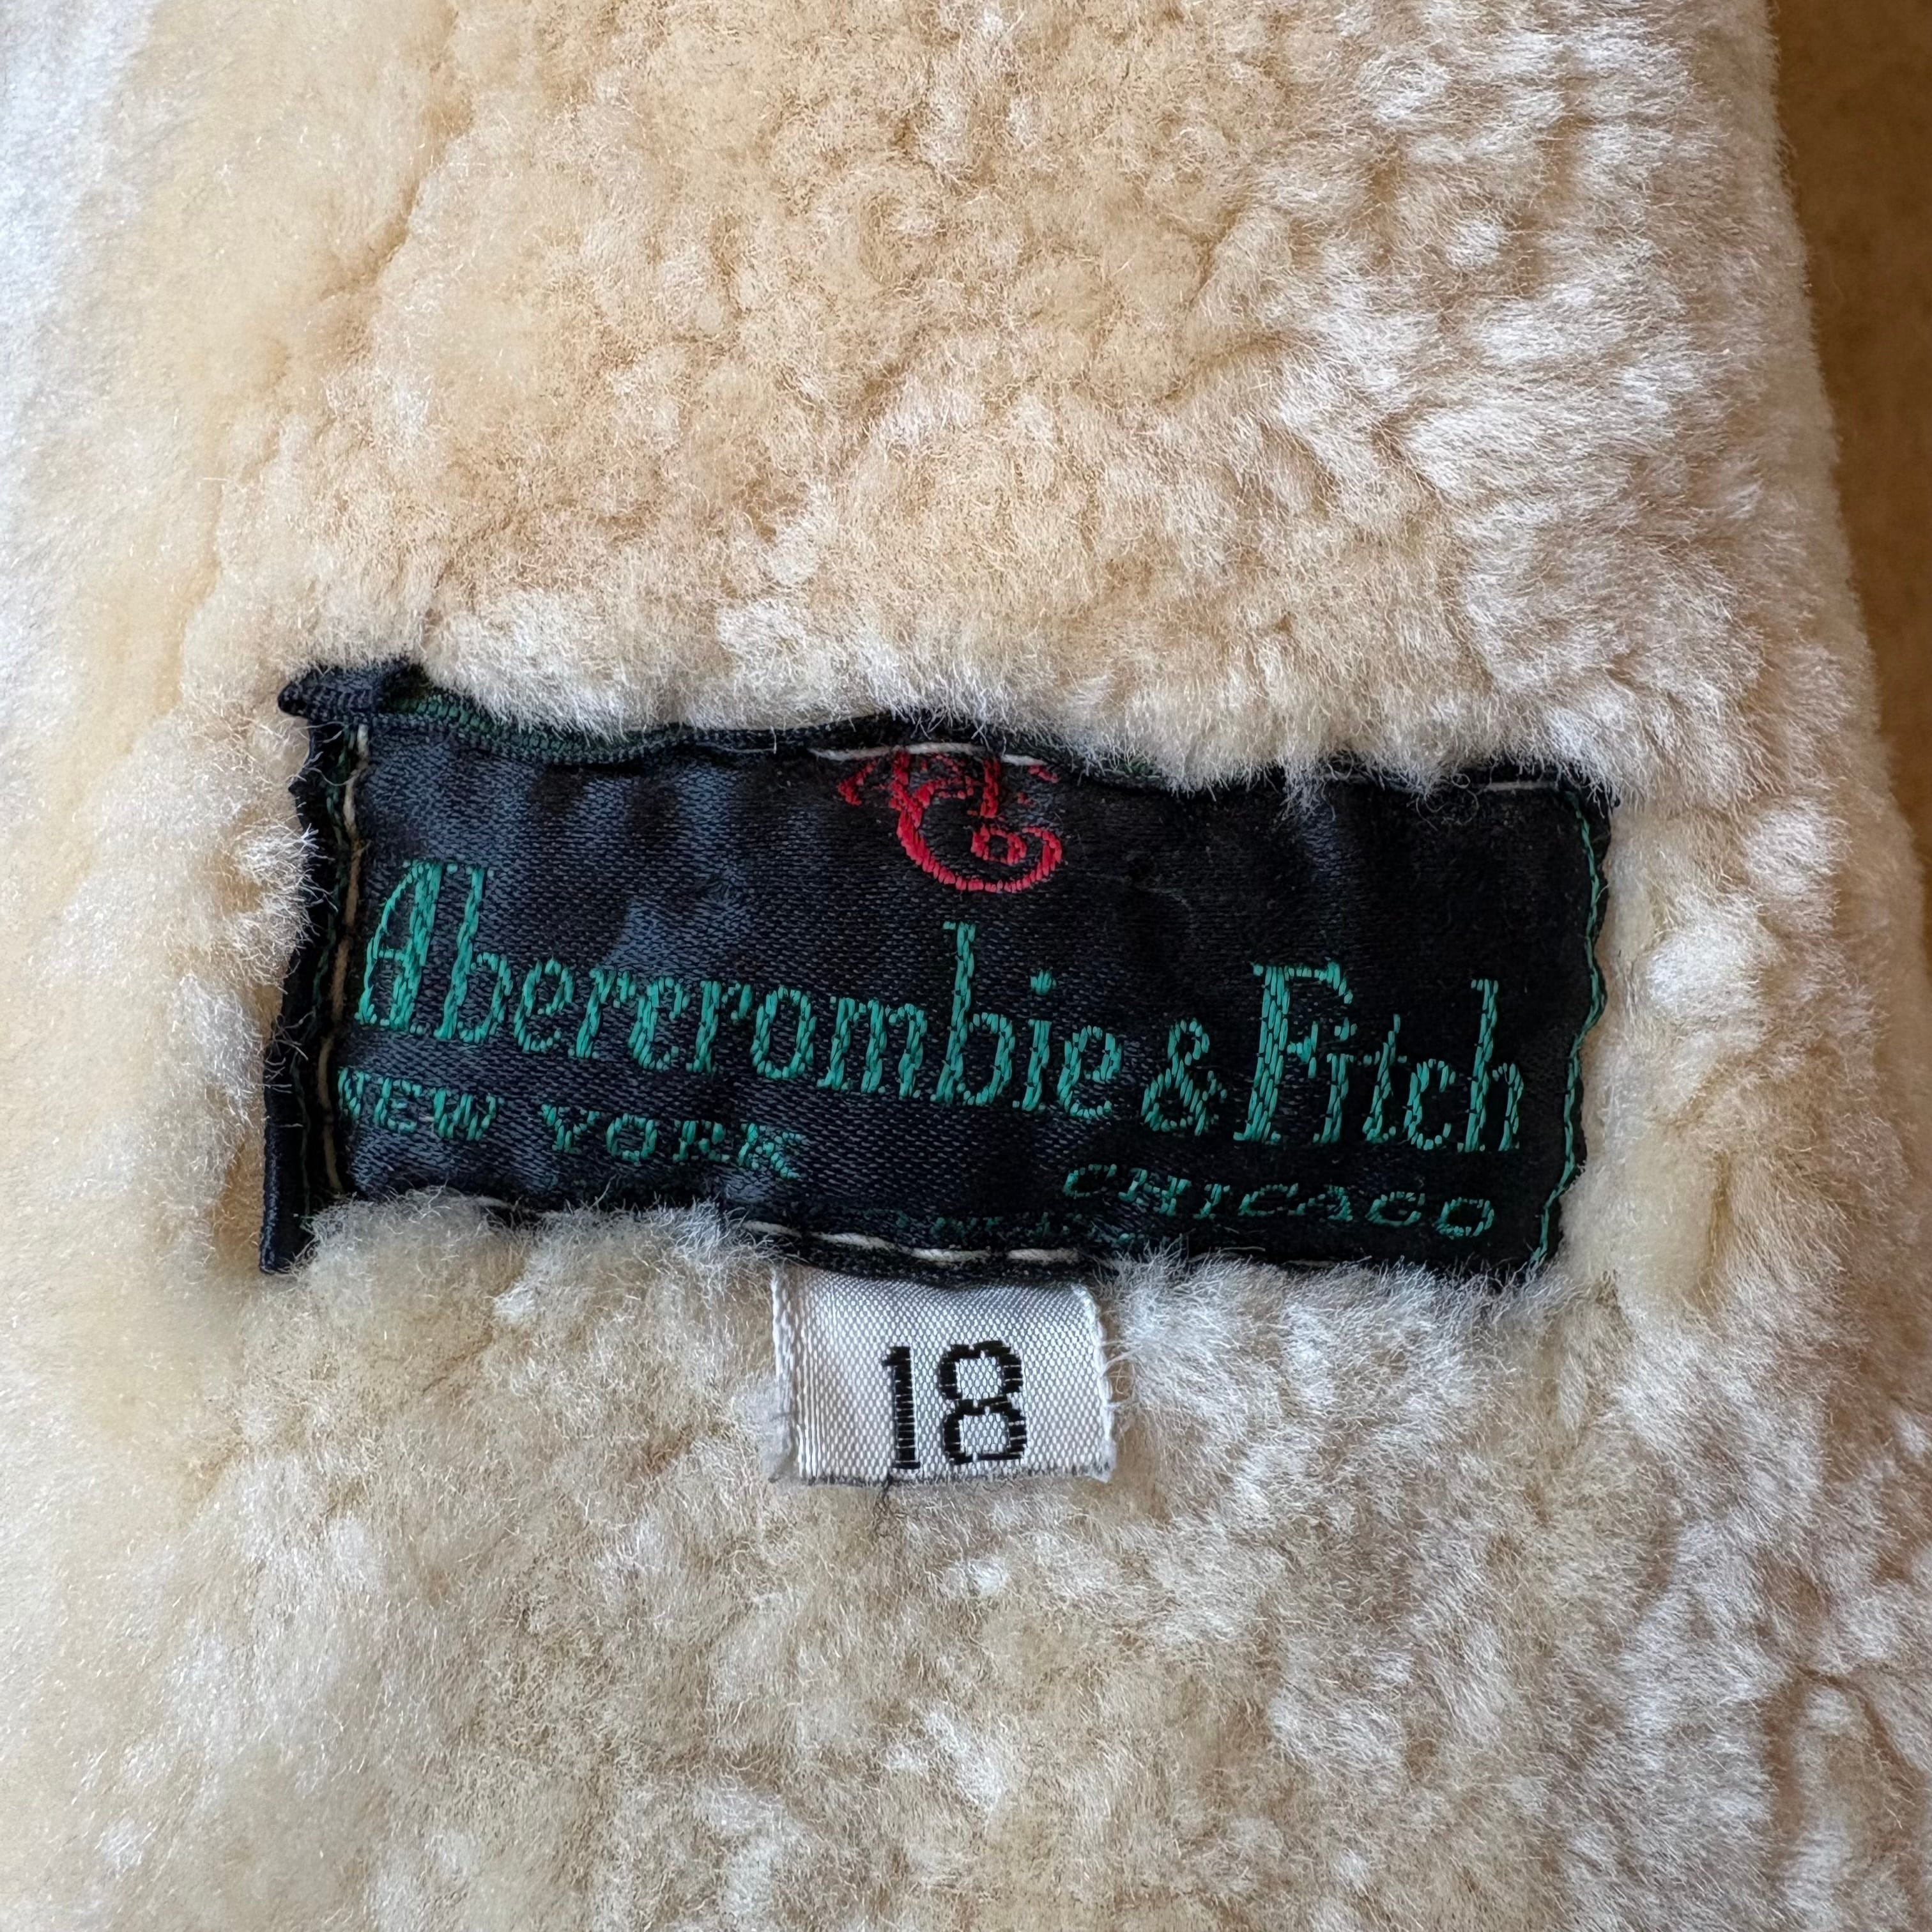 Abercrombie & Fitch
NEW YORK CHICAGO
18